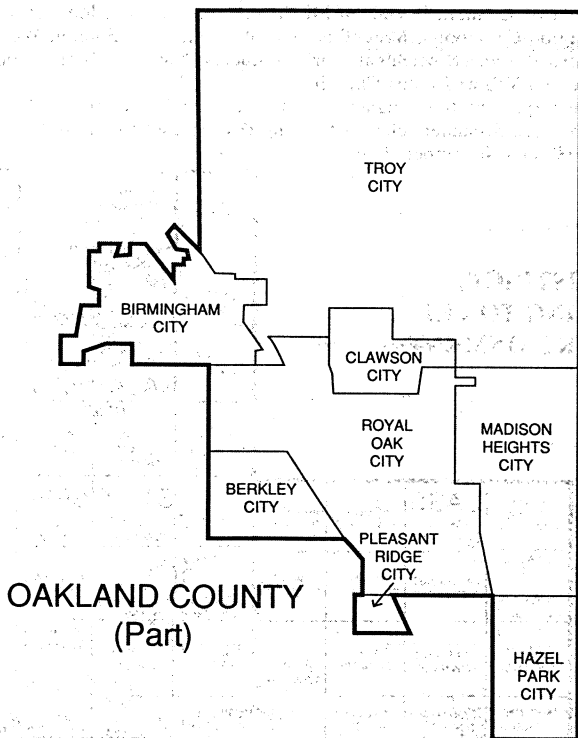 TROY
CITY
BIRMINGHAM
CITY
CLAWSON
CITY
ROYAL
OAK
CITY
MADISON
HEIGHTS
CITY
BERKLEY
CITY
PLEASANT
RIDGE
CITY
OAKLAND COUNTY
(Part)
HAZEL
PARK
CITY